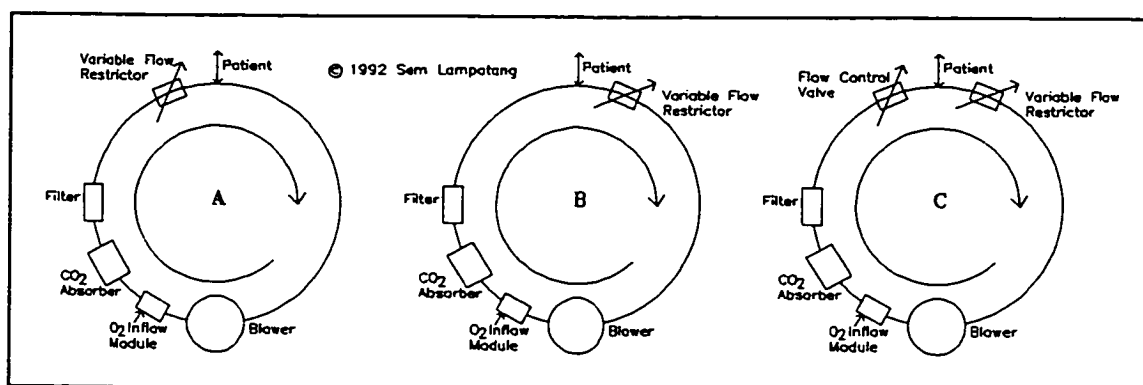 Variable Flow
Restrictor
Patient
© 1992 Sem Lampotang
A
Filter
CO2
Absorber
O2 Inflow
Module
Blower
Patient
Variable Flow
Restrictor
B
Filter
CO2
Absorber
O2 Inflow
Module
Blower
Flow Control
Valve
Patient
Variable Flow
Restrictor
C
Filter
CO2
Absorber
O2 Inflow
Module
Blower